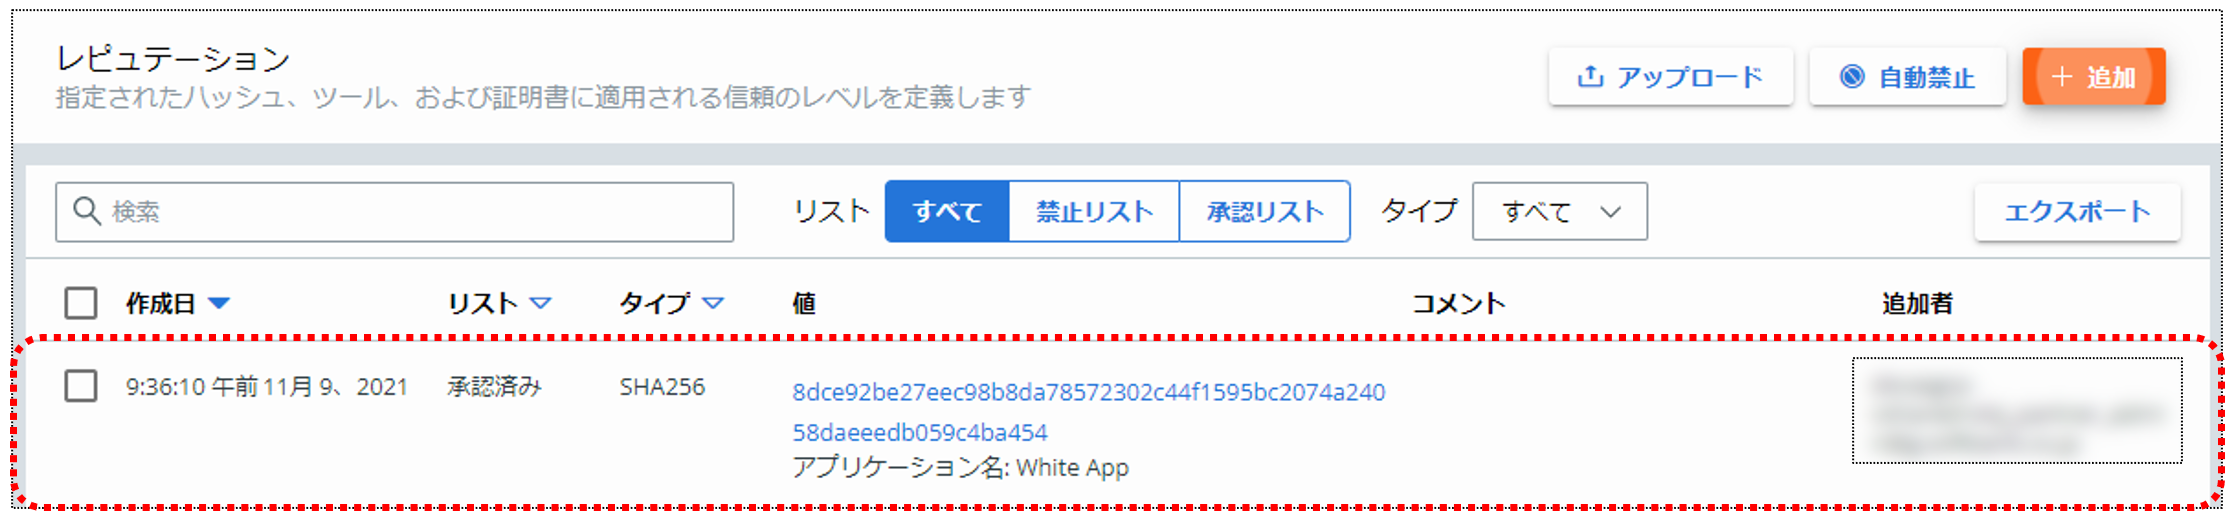 レピュテーション
指定されたハッシュ、ツール、および証明書に適用される信頼のレベルを定義します
アップロード
自動禁止
+ 追加
検索
リスト すべて 禁止リスト 承認リスト タイプ すべて
エクスポート
作成日 リスト タイプ 値 コメント 追加者
9:36:10 午前 11月 9、2021 承認済み SHA256 8dce92be27eec98b8da78572302c44f1595bc2074a240
58daeeedb059c4ba454
アプリケーション名: White App